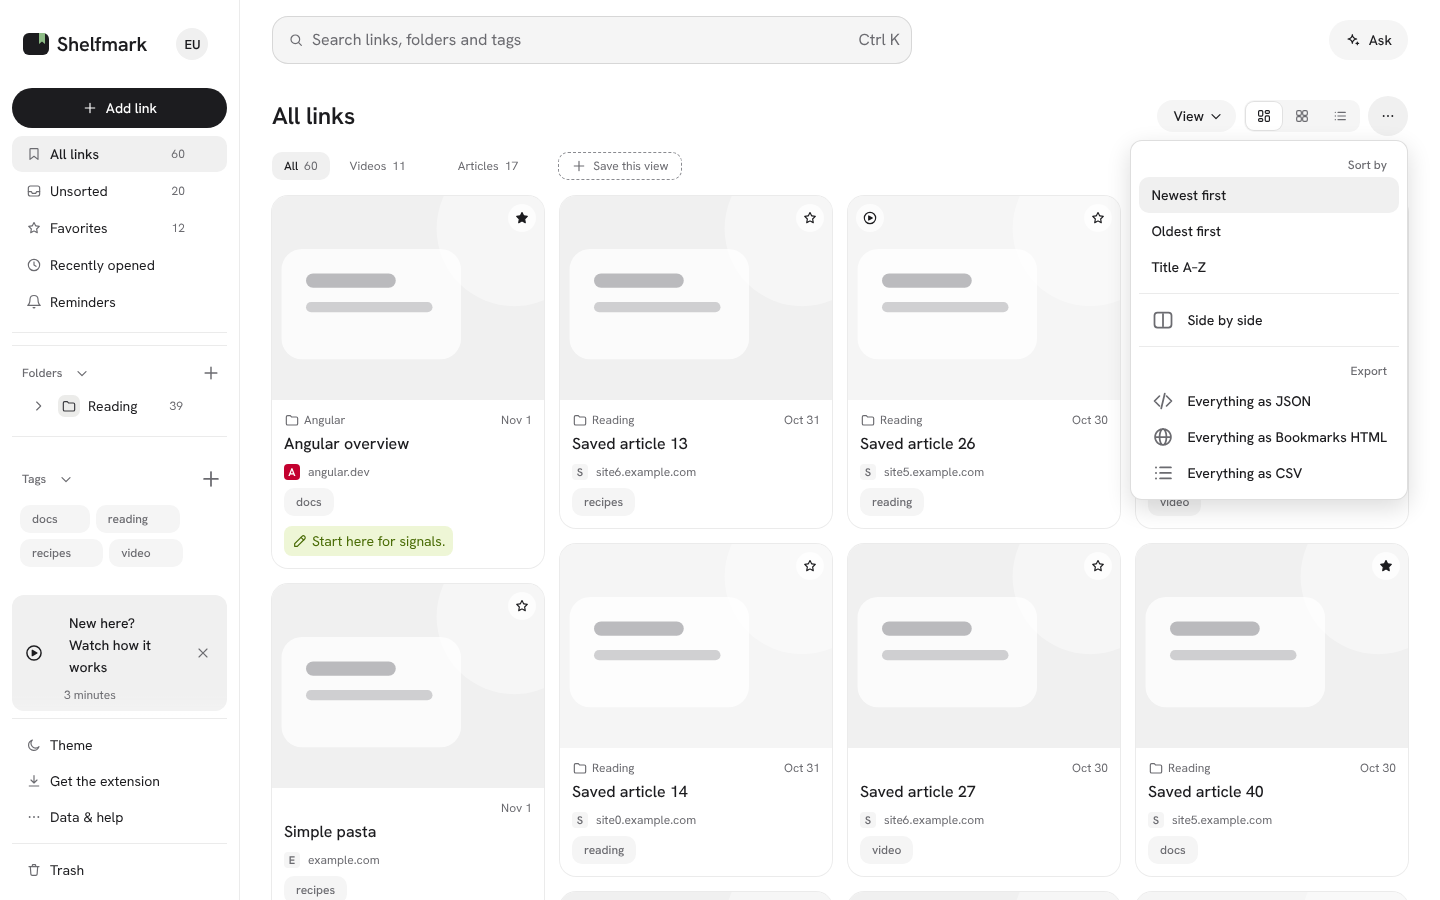 Shelfmark
EU
Add link
All links 60
Unsorted 20
Favorites 12
Recently opened
Reminders
Folders
Reading 39
Tags
docs reading
recipes video
New here?
Watch how it
works
3 minutes
Theme
Get the extension
Data & help
Trash
Search links, folders and tags Ctrl K
Ask
All links
View
All 60 Videos 11 Articles 17 Save this view
Sort by
Newest first
Oldest first
Title A–Z
Side by side
Export
Everything as JSON
Everything as Bookmarks HTML
Everything as CSV
Angular Nov 1
Angular overview
A angular.dev
docs
Start here for signals.
Reading Oct 31
Saved article 13
S site6.example.com
recipes
Reading Oct 30
Saved article 26
S site5.example.com
reading
video
Nov 1
Simple pasta
E example.com
recipes
Reading Oct 31
Saved article 14
S site0.example.com
reading
Oct 30
Saved article 27
S site6.example.com
video
Reading Oct 30
Saved article 40
S site5.example.com
docs